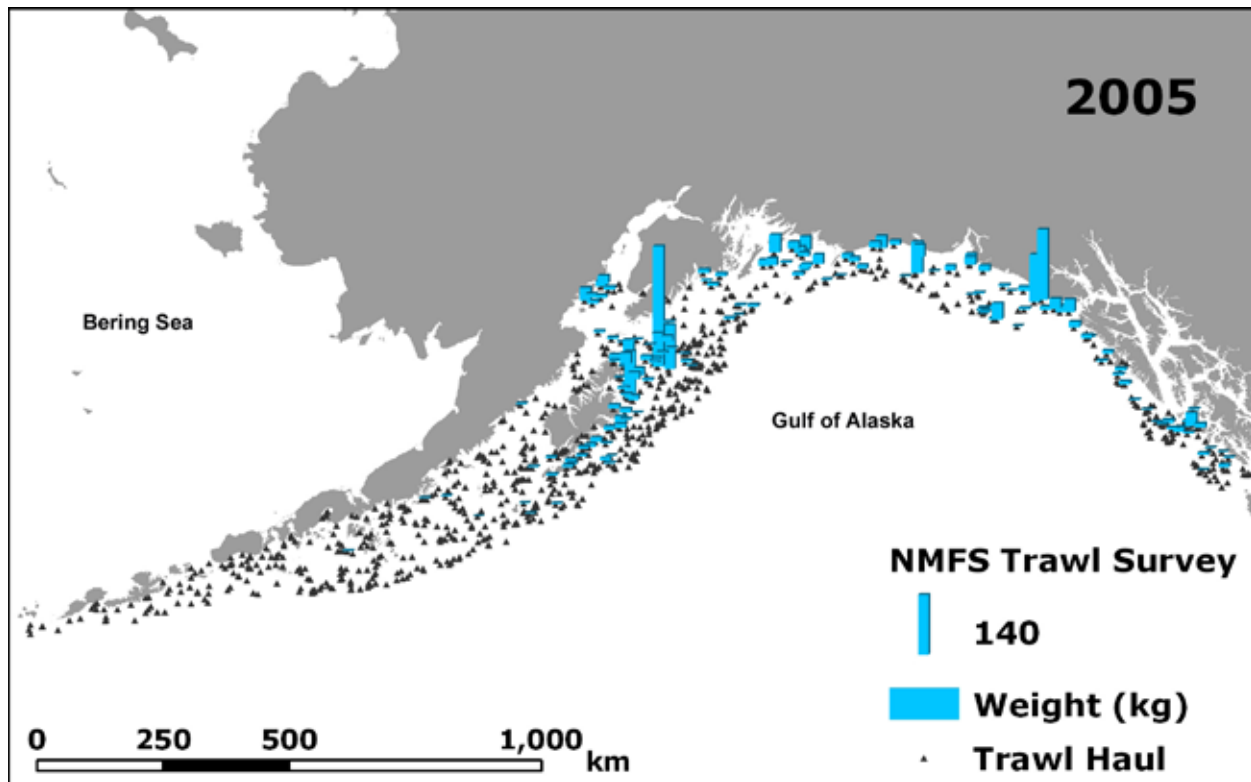 2005
Bering Sea
Gulf of Alaska
NMFS Trawl Survey
140
Weight (kg)
Trawl Haul
0 250 500 1,000
km